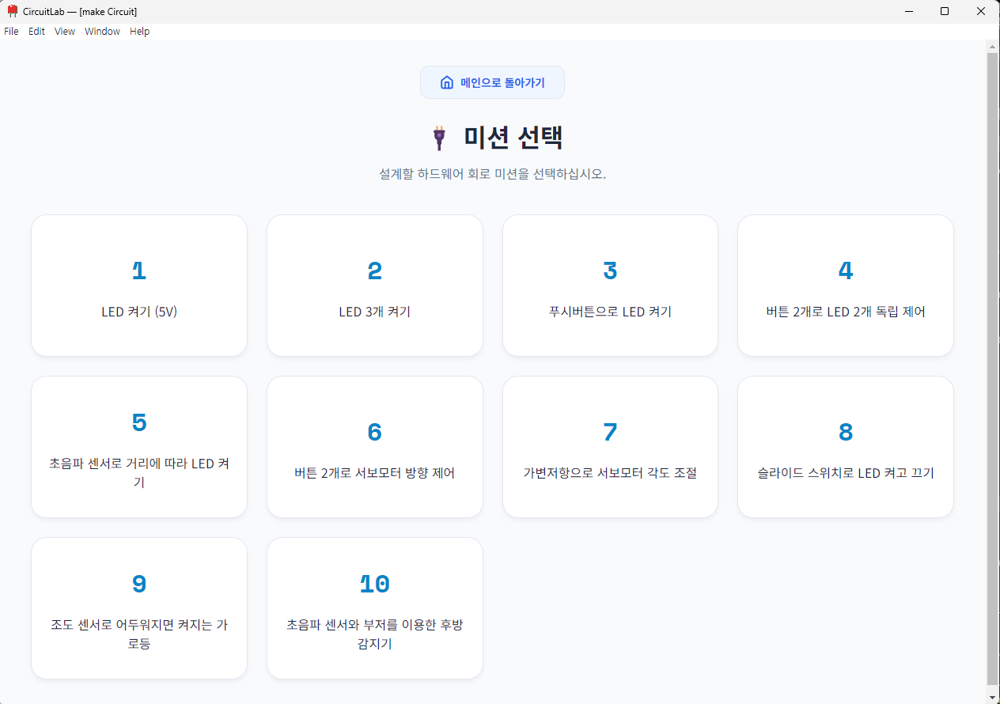 CircuitLab — [make Circuit]
File Edit View Window Help
메인으로 돌아가기
미션 선택
설계할 하드웨어 회로 미션을 선택하십시오.
1
LED 켜기 (5V)
2
LED 3개 켜기
3
푸시버튼으로 LED 켜기
4
버튼 2개로 LED 2개 독립 제어
5
초음파 센서로 거리에 따라 LED 켜
기
6
버튼 2개로 서보모터 방향 제어
7
가변저항으로 서보모터 각도 조절
8
슬라이드 스위치로 LED 켜고 끄기
9
조도 센서로 어두워지면 켜지는 가
로등
10
초음파 센서와 부저를 이용한 후방
감지기